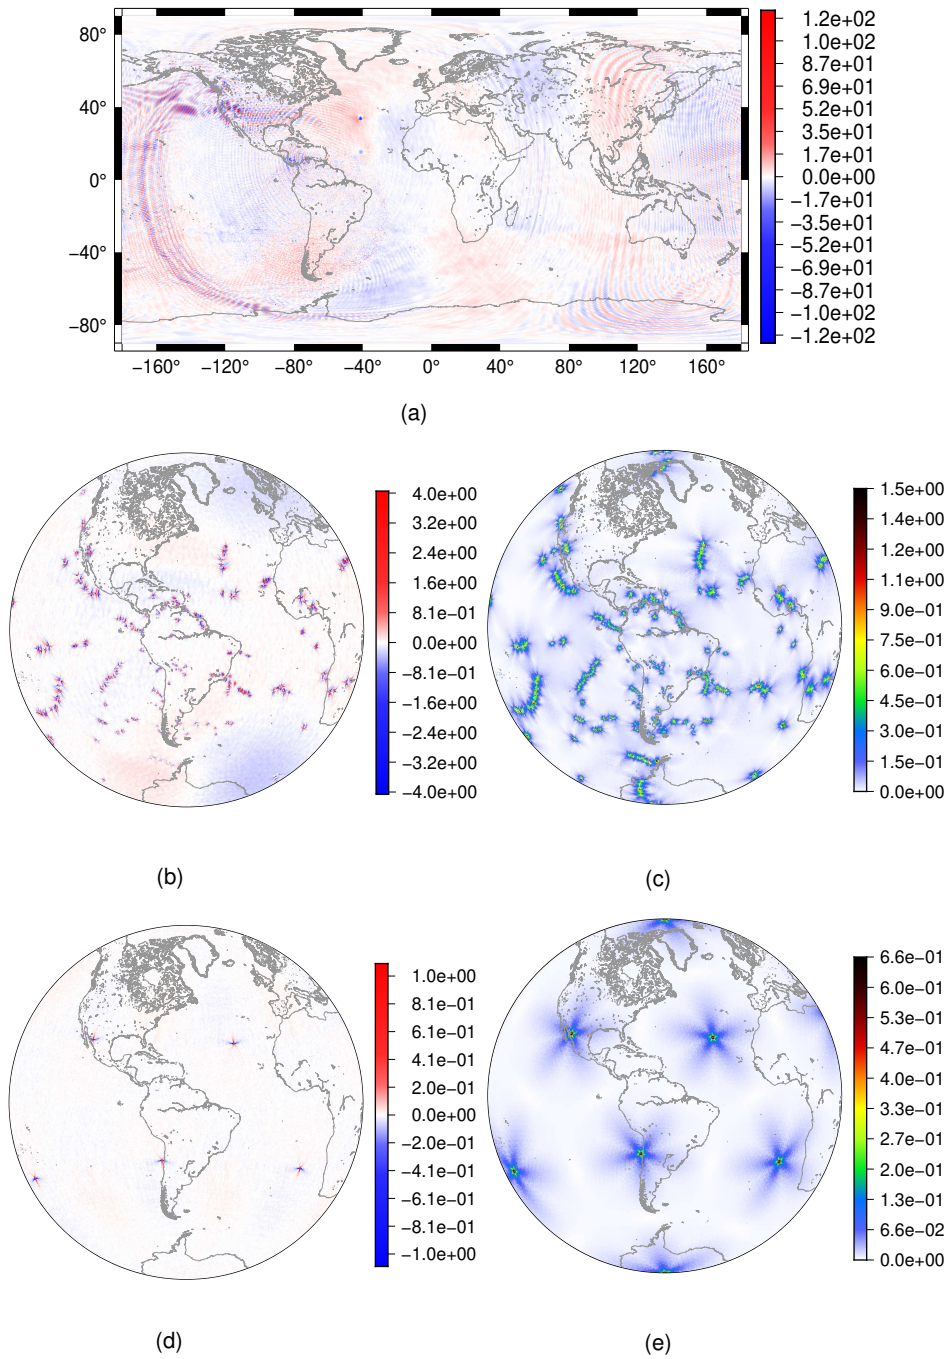 80°
40°
0°
−40°
−80°
−160° −120° −80° −40° 0° 40° 80° 120° 160°
1.2e+02
1.0e+02
8.7e+01
6.9e+01
5.2e+01
3.5e+01
1.7e+01
0.0e+00
−1.7e+01
−3.5e+01
−5.2e+01
−6.9e+01
−8.7e+01
−1.0e+02
−1.2e+02
(a)
4.0e+00
3.2e+00
2.4e+00
1.6e+00
8.1e−01
0.0e+00
−8.1e−01
−1.6e+00
−2.4e+00
−3.2e+00
−4.0e+00
(b)
1.5e+00
1.4e+00
1.2e+00
1.1e+00
9.0e−01
7.5e−01
6.0e−01
4.5e−01
3.0e−01
1.5e−01
0.0e+00
(c)
1.0e+00
8.1e−01
6.1e−01
4.1e−01
2.0e−01
0.0e+00
−2.0e−01
−4.1e−01
−6.1e−01
−8.1e−01
−1.0e+00
(d)
6.6e−01
6.0e−01
5.3e−01
4.7e−01
4.0e−01
3.3e−01
2.7e−01
2.0e−01
1.3e−01
6.6e−02
0.0e+00
(e)